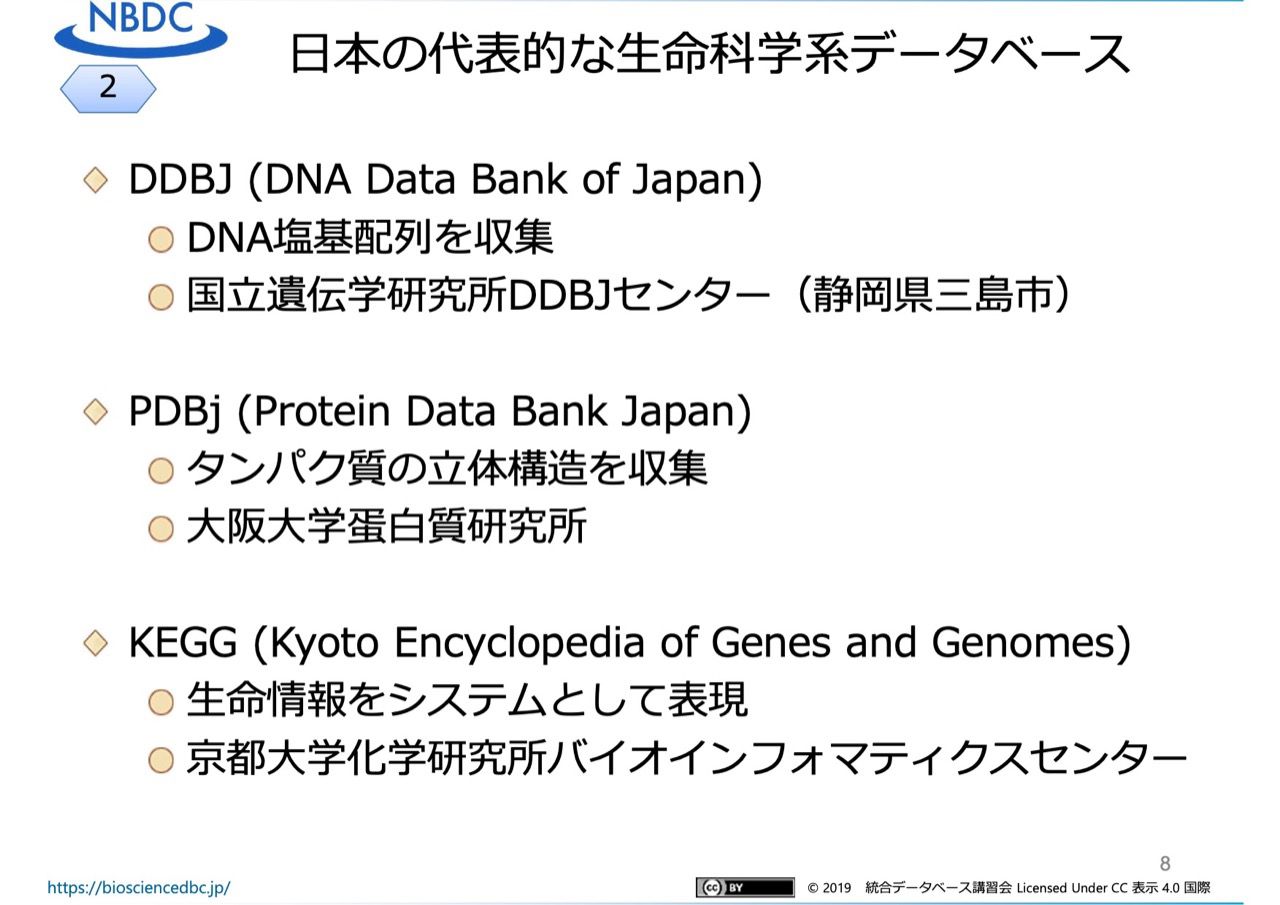 NBDC
2
日本の代表的な生命科学系データベース
DDBJ (DNA Data Bank of Japan)
DNA塩基配列を収集
国立遺伝学研究所DDBJセンター（静岡県三島市）
PDBj (Protein Data Bank Japan)
タンパク質の立体構造を収集
大阪大学蛋白質研究所
KEGG (Kyoto Encyclopedia of Genes and Genomes)
生命情報をシステムとして表現
京都大学化学研究所バイオインフォマティクスセンター
8
https://biosciencedbc.jp/
cc BY © 2019 統合データベース講習会 Licensed Under CC 表示 4.0 国際